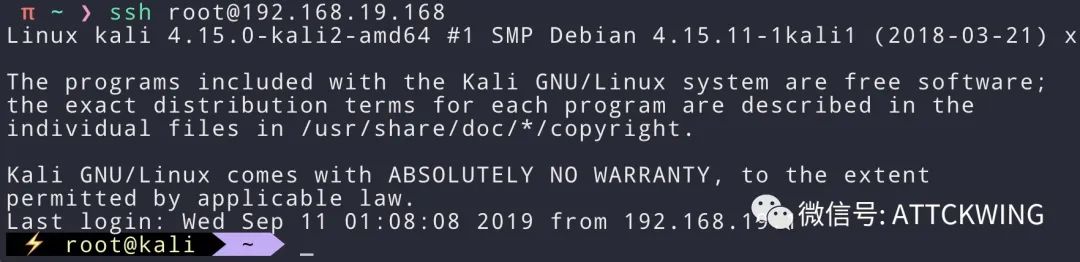 π ~ ❯ ssh root@192.168.19.168
Linux kali 4.15.0-kali2-amd64 #1 SMP Debian 4.15.11-1kali1 (2018-03-21) x

The programs included with the Kali GNU/Linux system are free software;
the exact distribution terms for each program are described in the
individual files in /usr/share/doc/*/copyright.

Kali GNU/Linux comes with ABSOLUTELY NO WARRANTY, to the extent
permitted by applicable law.
Last login: Wed Sep 11 01:08:08 2019 from
微信号: ATTCKWING
⚡ root@kali ~ _